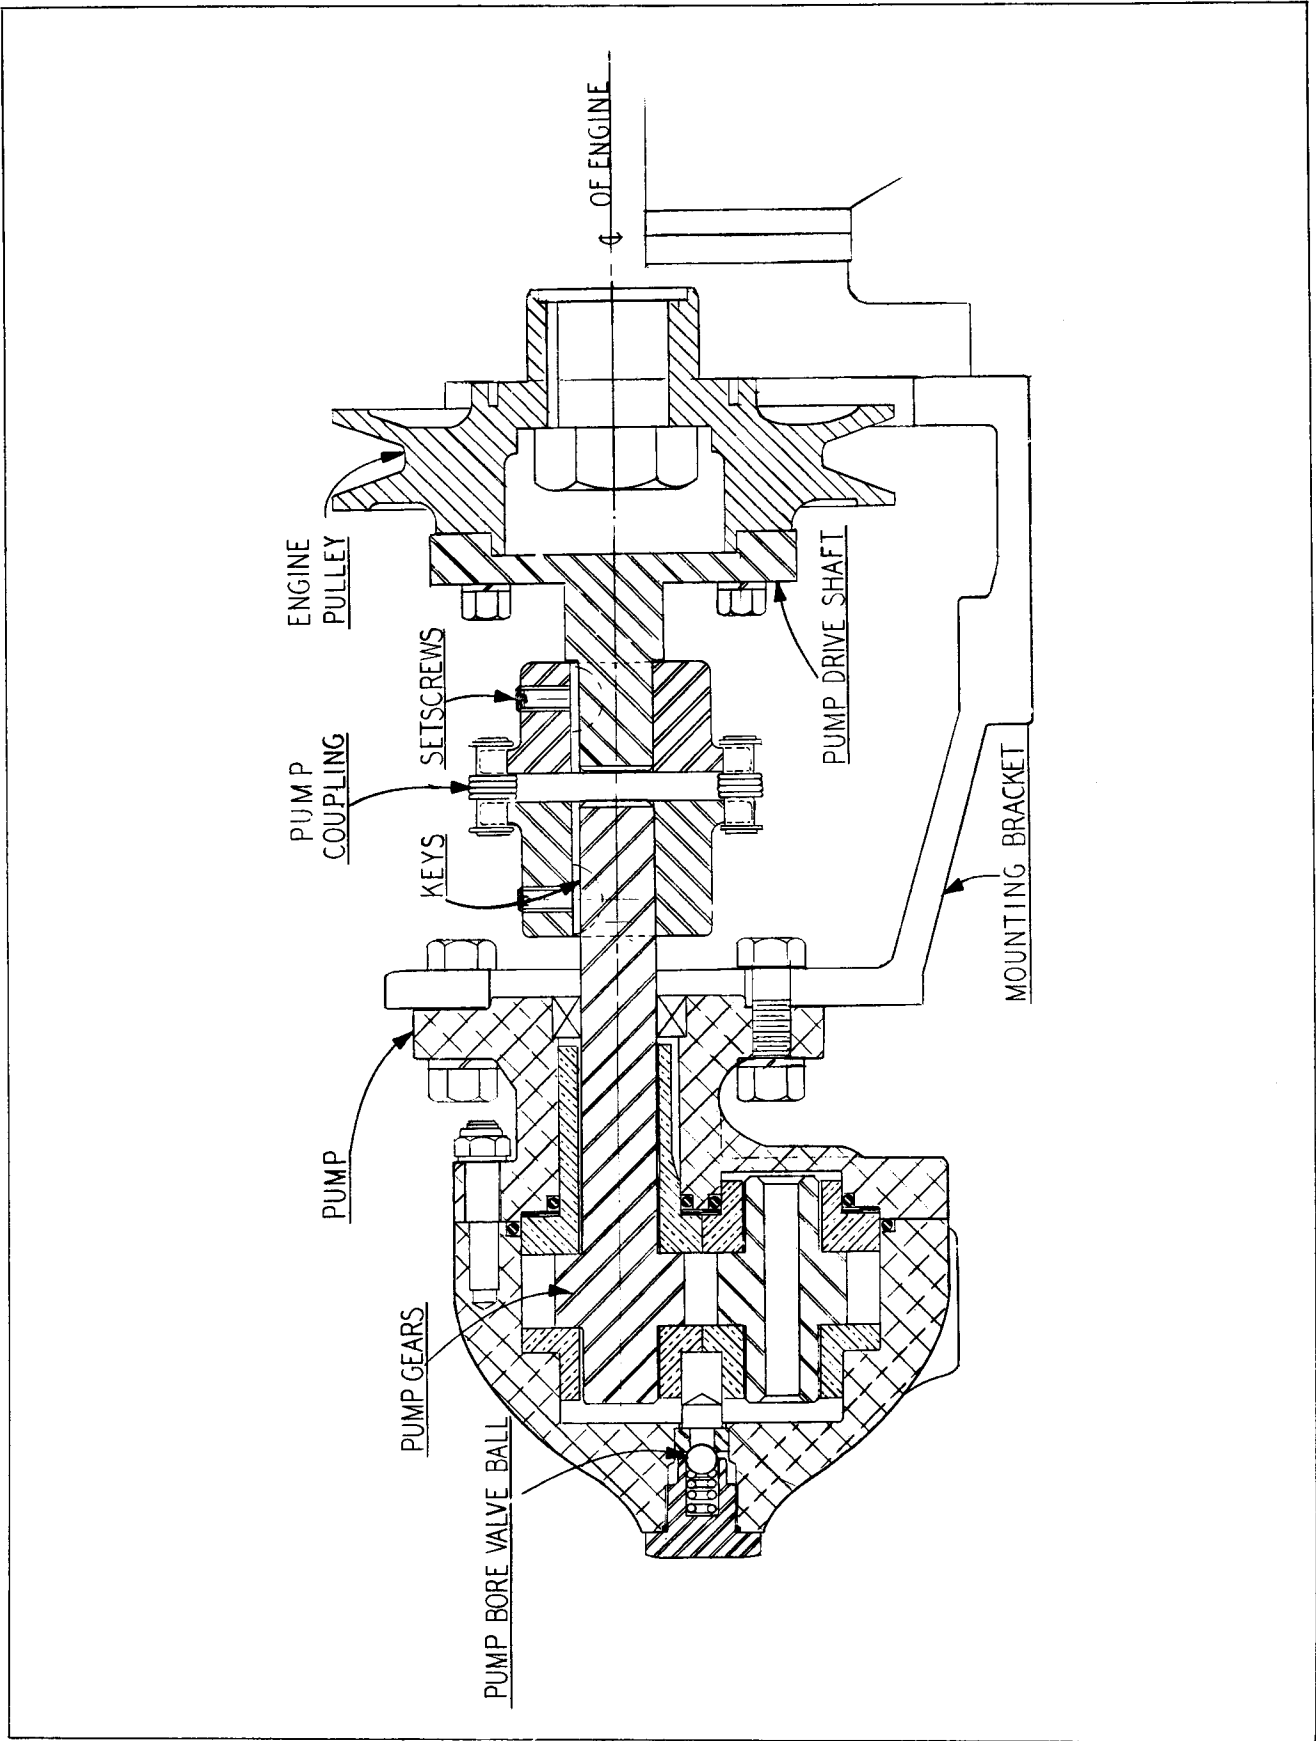 PUMP BORE VALVE BALL
PUMP GEARS
PUMP
KEYS
PUMP
COUPLING
SETSCREWS
ENGINE
PULLEY
℄ OF ENGINE
PUMP DRIVE SHAFT
MOUNTING BRACKET